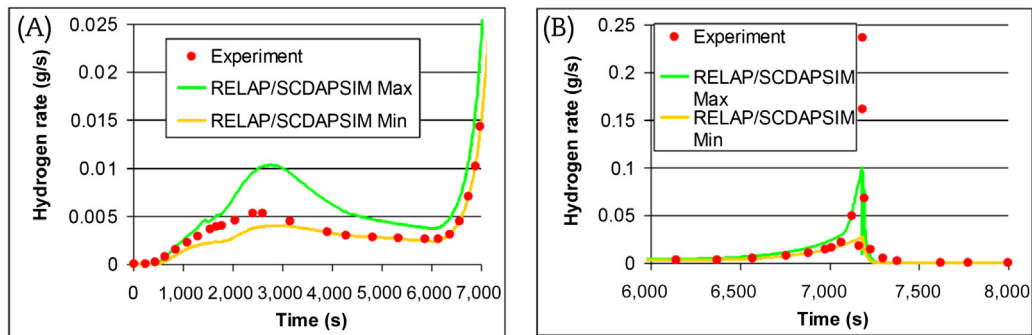 (A)
Hydrogen rate (g/s)
0.025
0.02
0.015
0.01
0.005
0
Experiment
RELAP/SCDAPSIM Max
RELAP/SCDAPSIM Min
0 1,000 2,000 3,000 4,000 5,000 6,000 7,000
Time (s)
(B)
Hydrogen rate (g/s)
0.25
0.2
0.15
0.1
0.05
0
Experiment
RELAP/SCDAPSIM
Max
RELAP/SCDAPSIM
Min
6,000 6,500 7,000 7,500 8,000
Time (s)